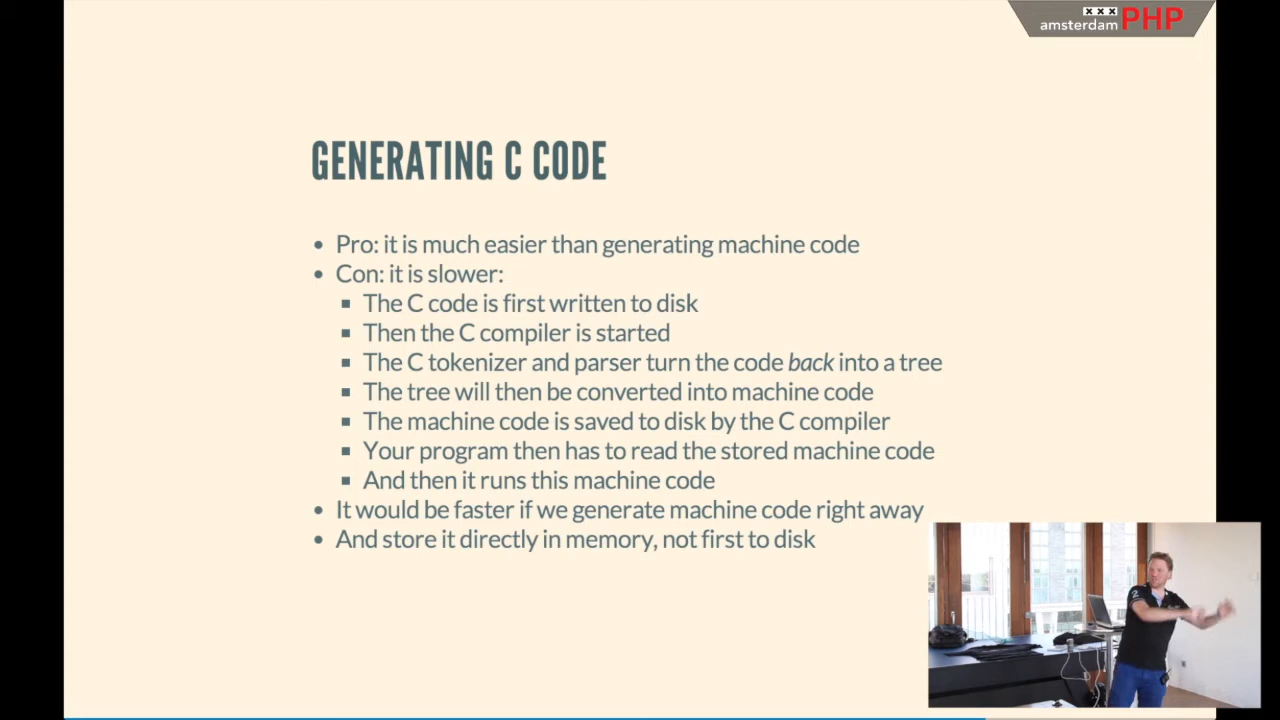 xxx
amsterdamPHP
GENERATING C CODE
• Pro: it is much easier than generating machine code
• Con: it is slower:
▪ The C code is first written to disk
▪ Then the C compiler is started
▪ The C tokenizer and parser turn the code back into a tree
▪ The tree will then be converted into machine code
▪ The machine code is saved to disk by the C compiler
▪ Your program then has to read the stored machine code
▪ And then it runs this machine code
• It would be faster if we generate machine code right away
• And store it directly in memory, not first to disk